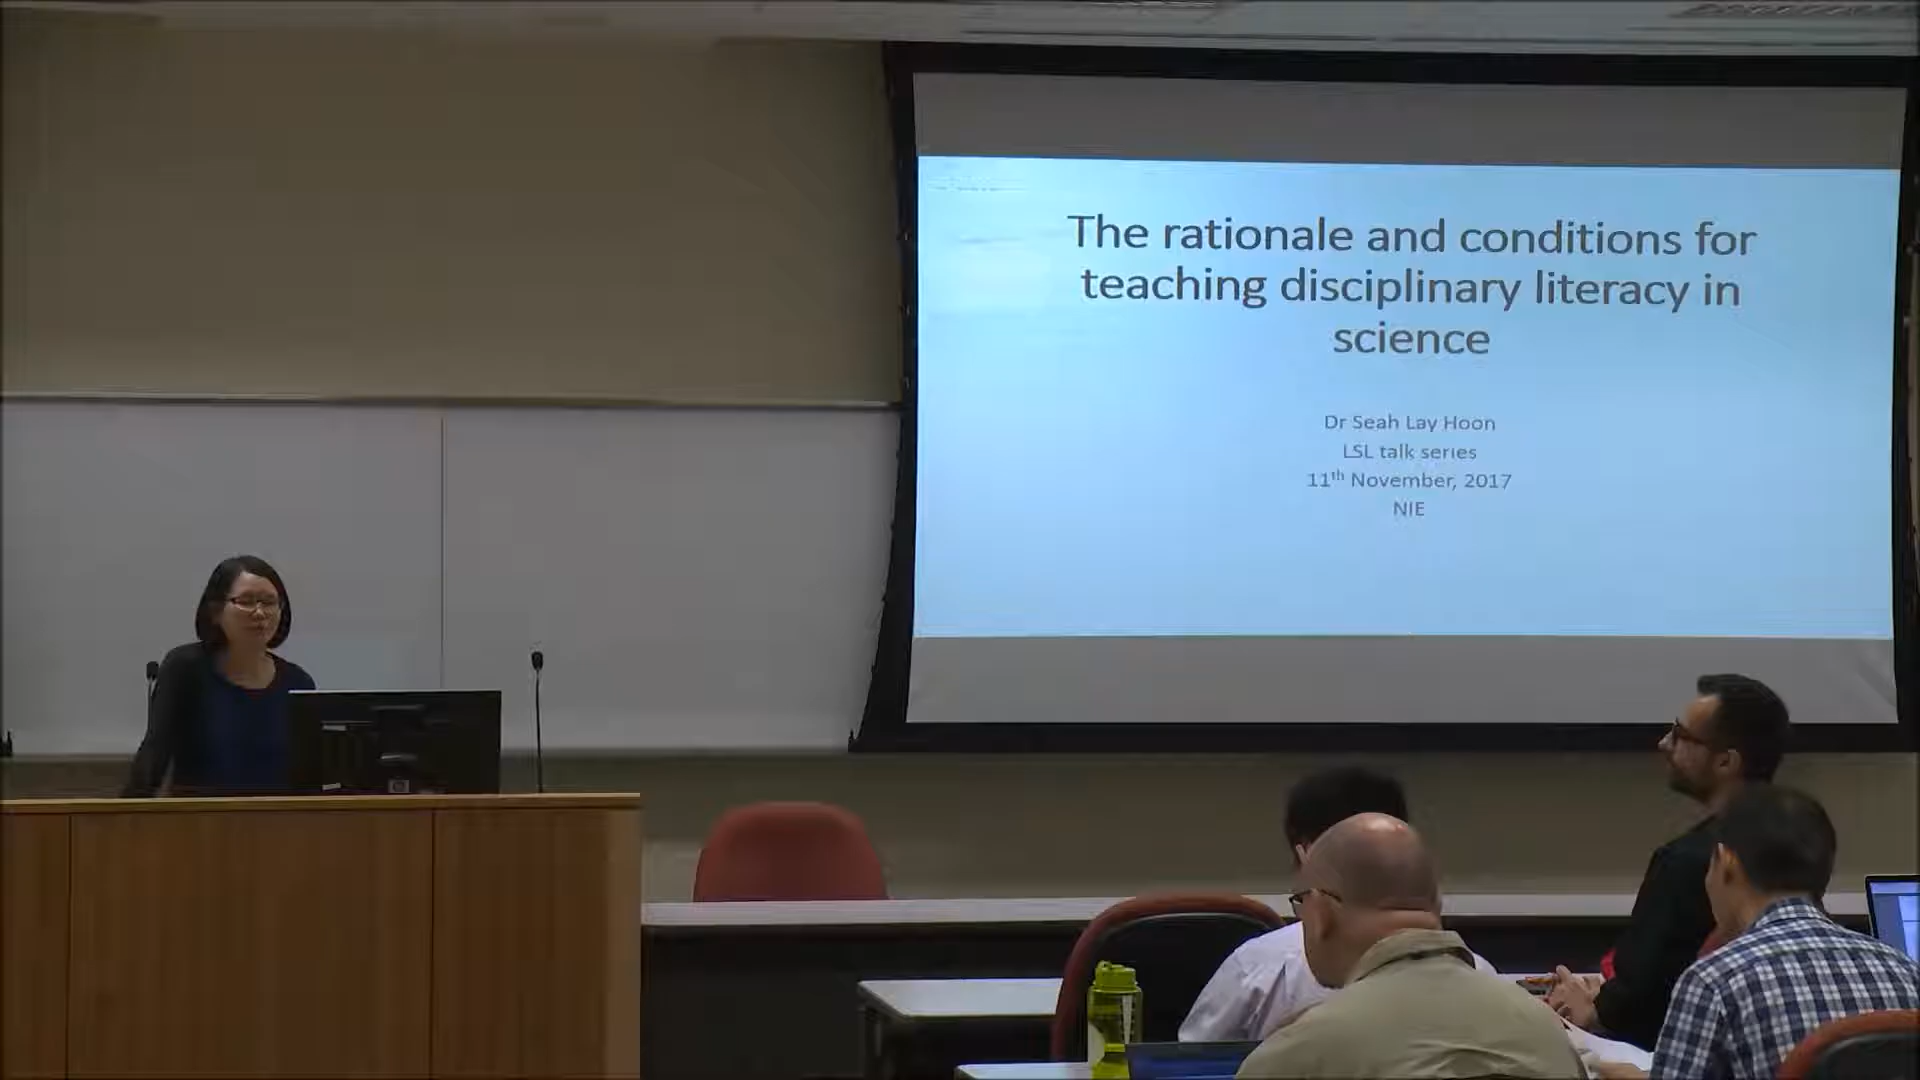 The rationale and conditions for
teaching disciplinary literacy in
science
Dr Seah Lay Hoon
LSL talk series
11th November, 2017
NIE